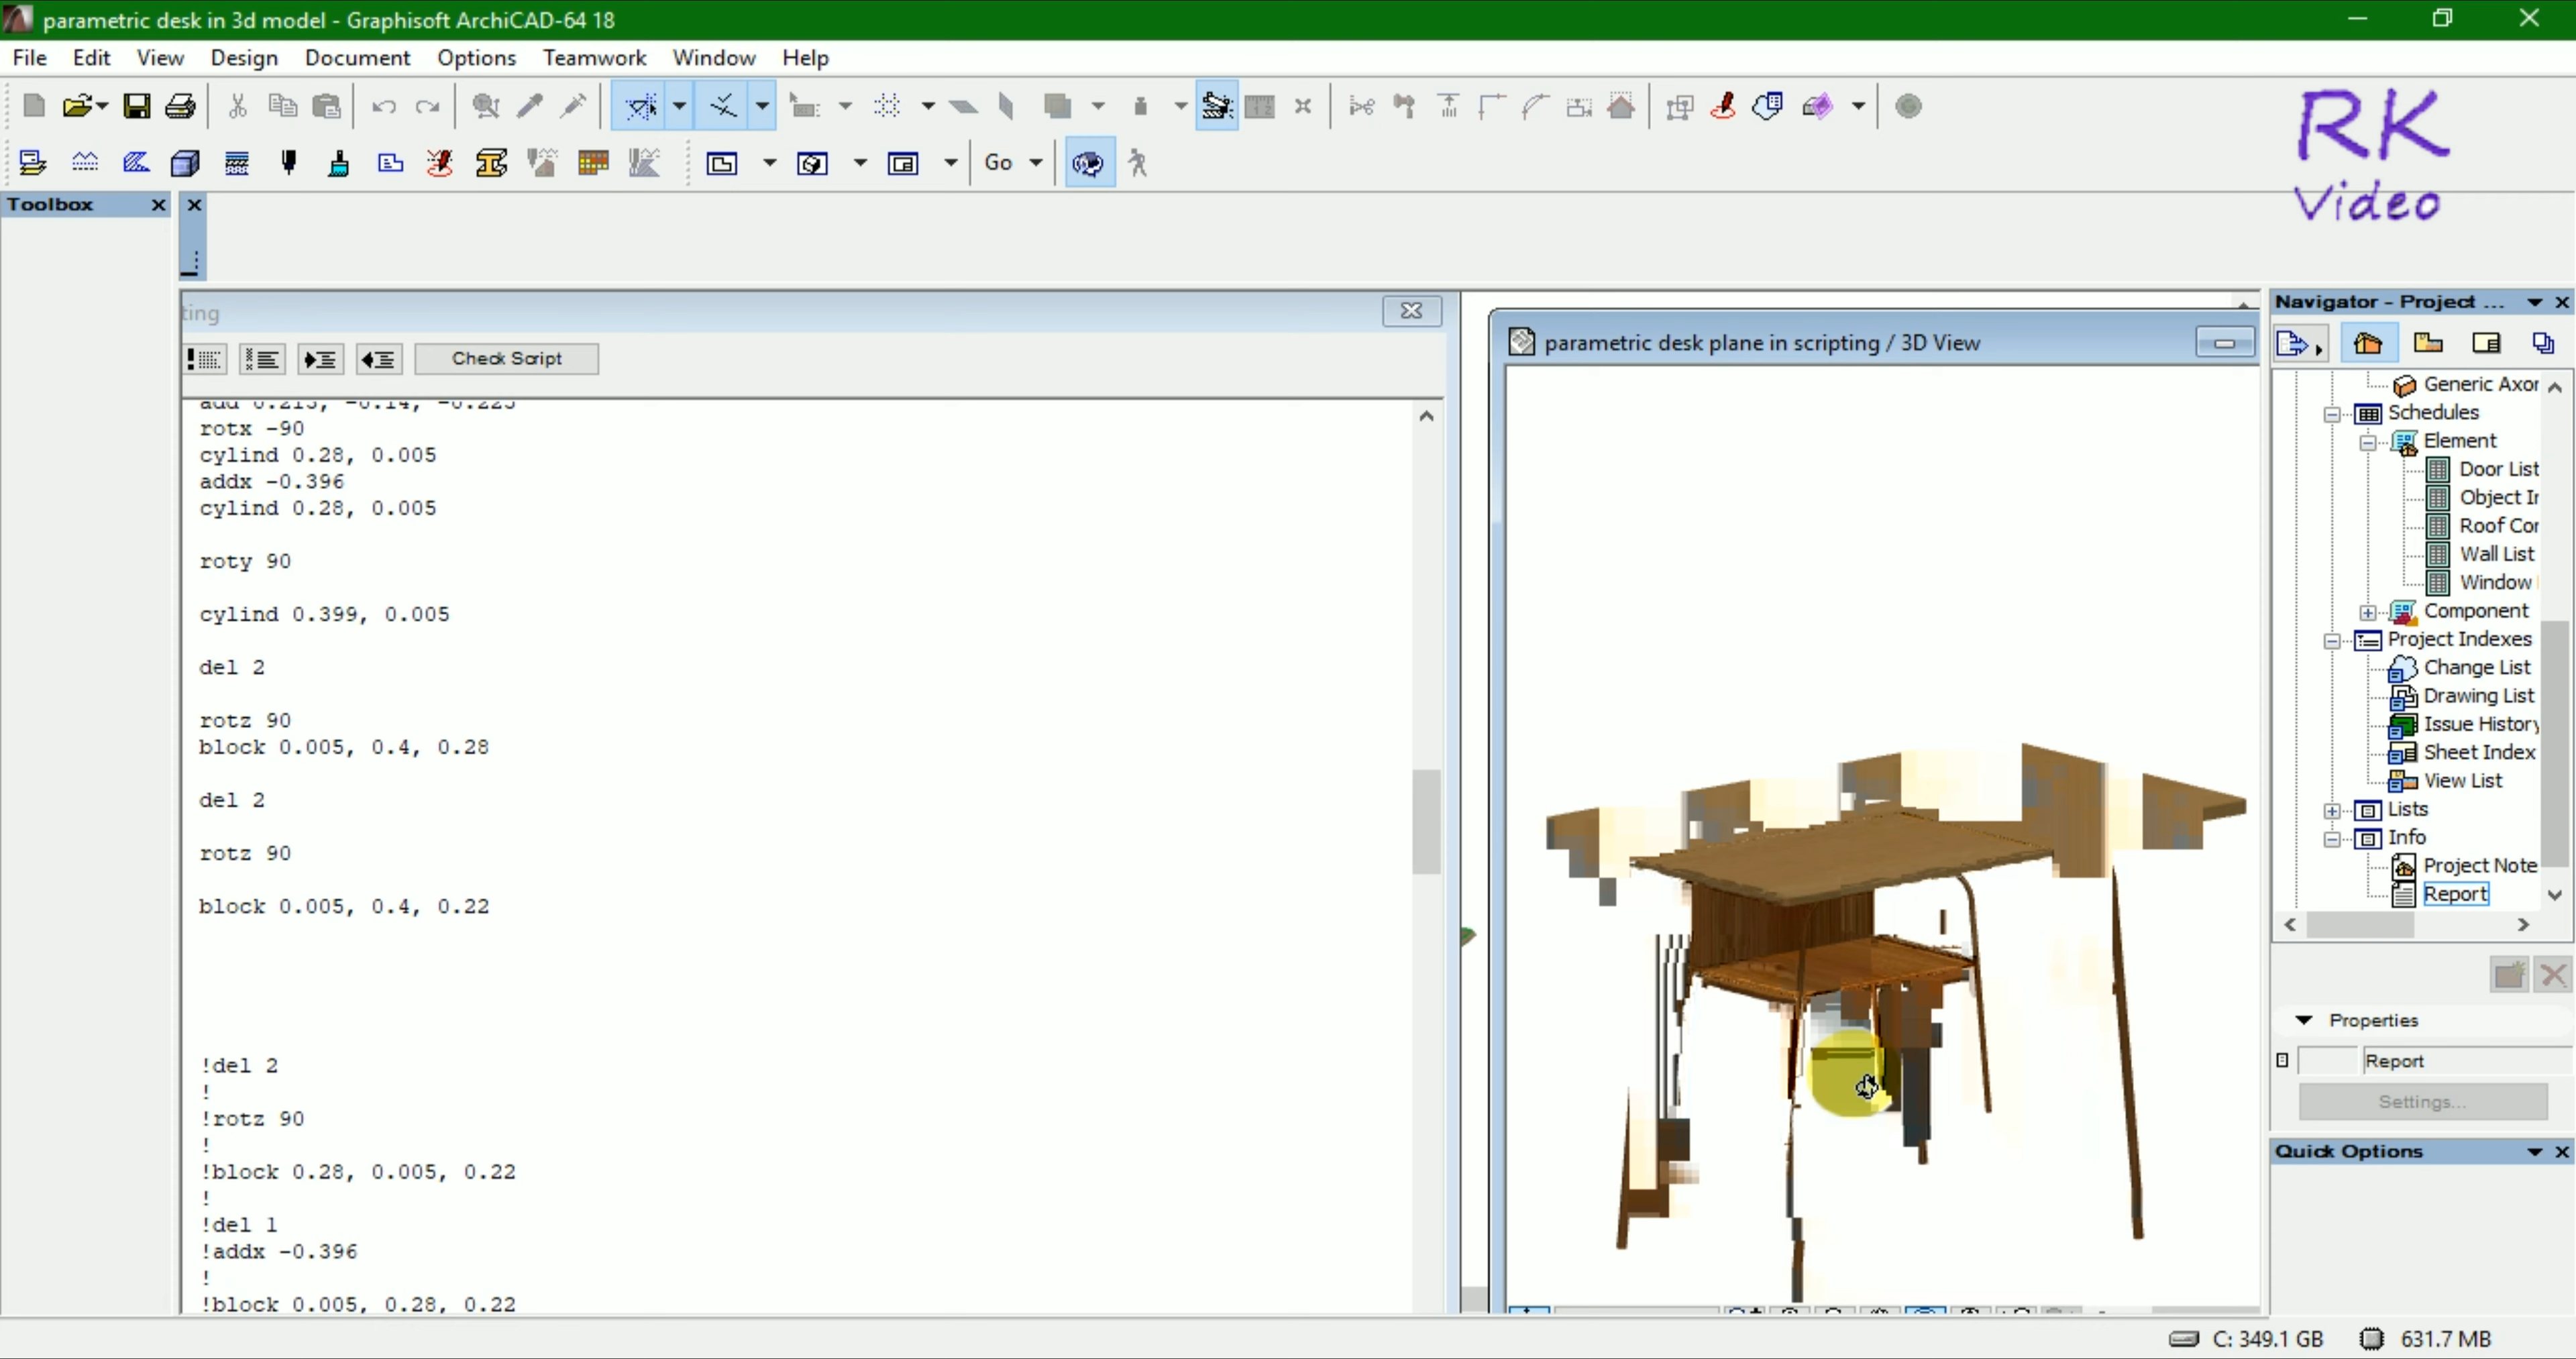 parametric desk in 3d model - Graphisoft ArchiCAD-64 18
File Edit View Design Document Options Teamwork Window Help
Go
RK
Video
Toolbox
ting
Check Script
rotx -90
cylind 0.28, 0.005
addx -0.396
cylind 0.28, 0.005
roty 90
cylind 0.399, 0.005
del 2
rotz 90
block 0.005, 0.4, 0.28
del 2
rotz 90
block 0.005, 0.4, 0.22
!del 2
!
!rotz 90
!
!block 0.28, 0.005, 0.22
!
!del 1
!addx -0.396
!
!block 0.005, 0.28, 0.22
parametric desk plane in scripting / 3D View
Navigator - Project ...
Generic Axor
Schedules
Element
Door List
Object Ir
Roof Cor
Wall List
Window
Component
Project Indexes
Change List
Drawing List
Issue History
Sheet Index
View List
Lists
Info
Project Note
Report
Properties
Report
Settings...
Quick Options
C: 349.1 GB
631.7 MB